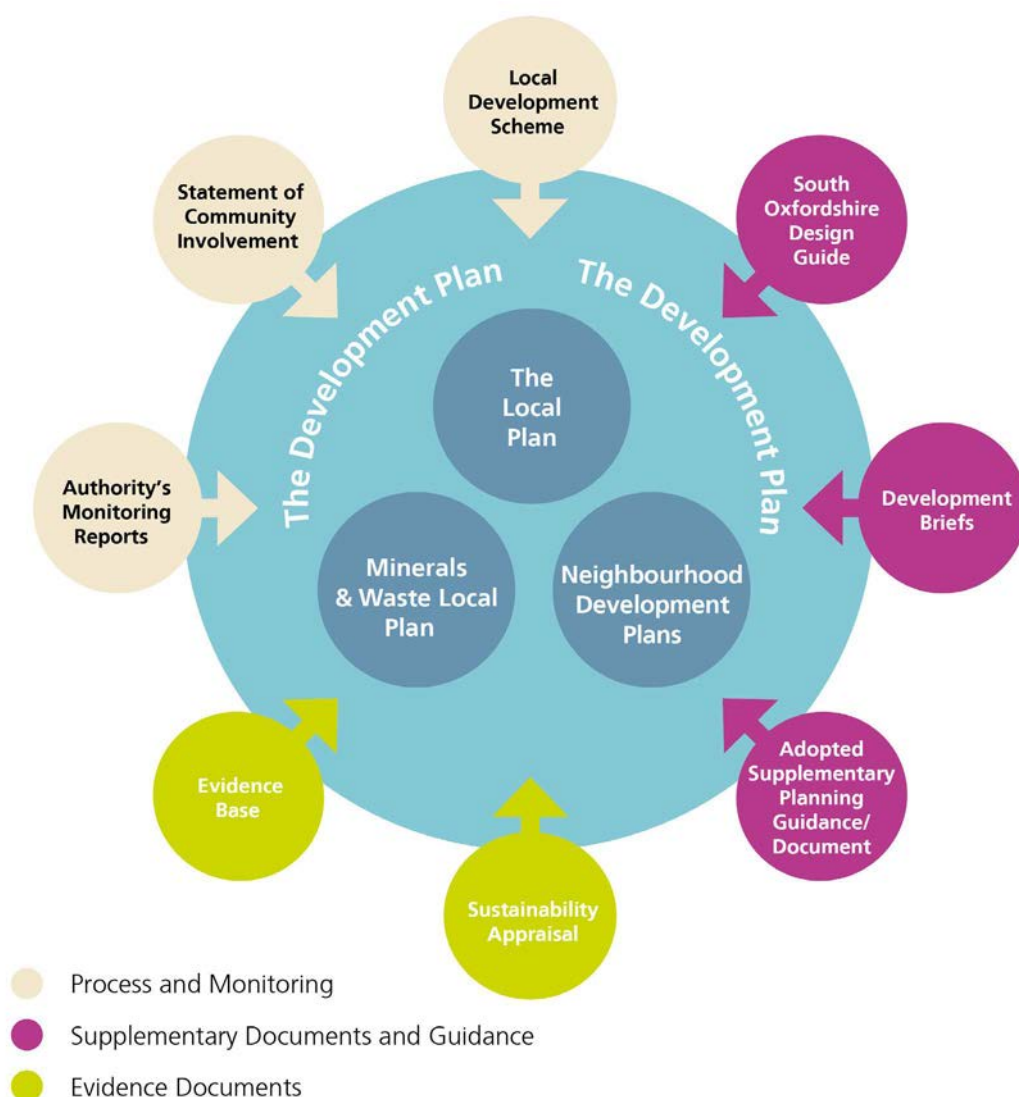 Local
Development
Scheme
Statement of
Community
Involvement
South
Oxfordshire
Design
Guide
The Development Plan
The Development Plan
The
Local
Plan
Authority's
Monitoring
Reports
Development
Briefs
Minerals
& Waste Local
Plan
Neighbourhood
Development
Plans
Evidence
Base
Adopted
Supplementary
Planning
Guidance/
Document
Sustainability
Appraisal
Process and Monitoring
Supplementary Documents and Guidance
Evidence Documents